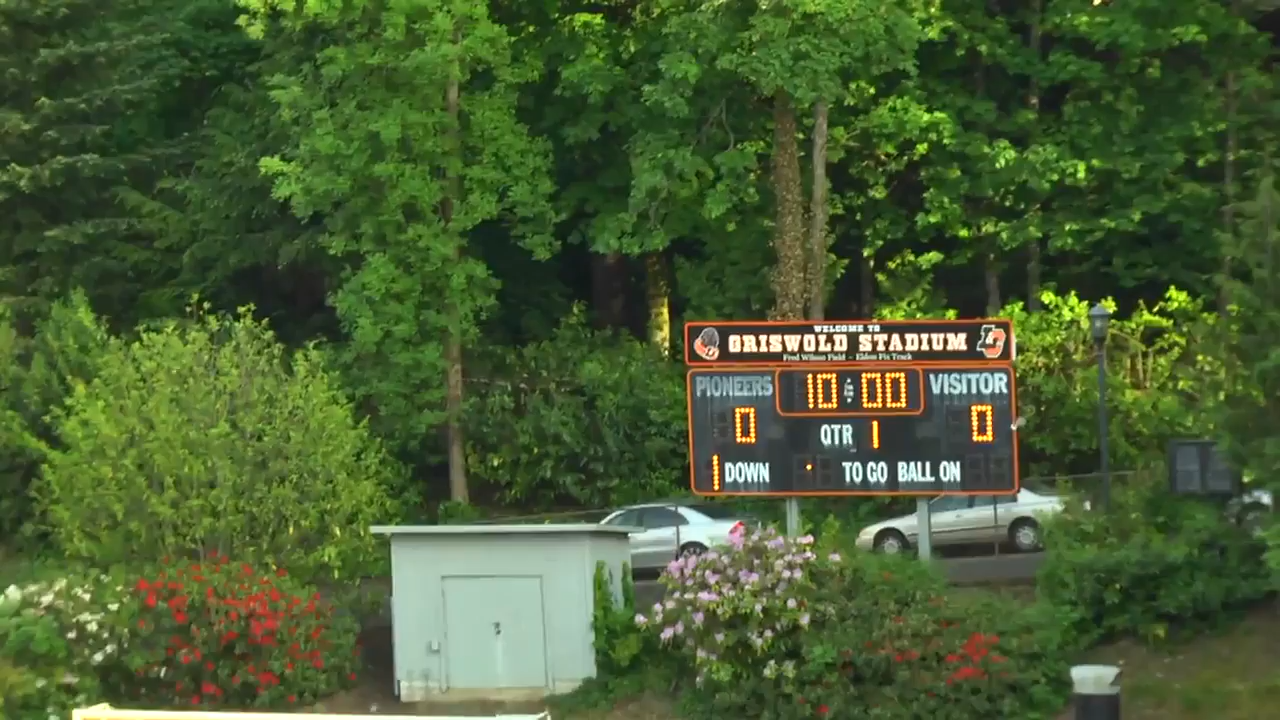 WELCOME TO
GRISWOLD STADIUM
Fred Wilson Field - Eldon Fix Track
PIONEERS 10:00 VISITOR
0 QTR 1 0
1 DOWN TO GO BALL ON